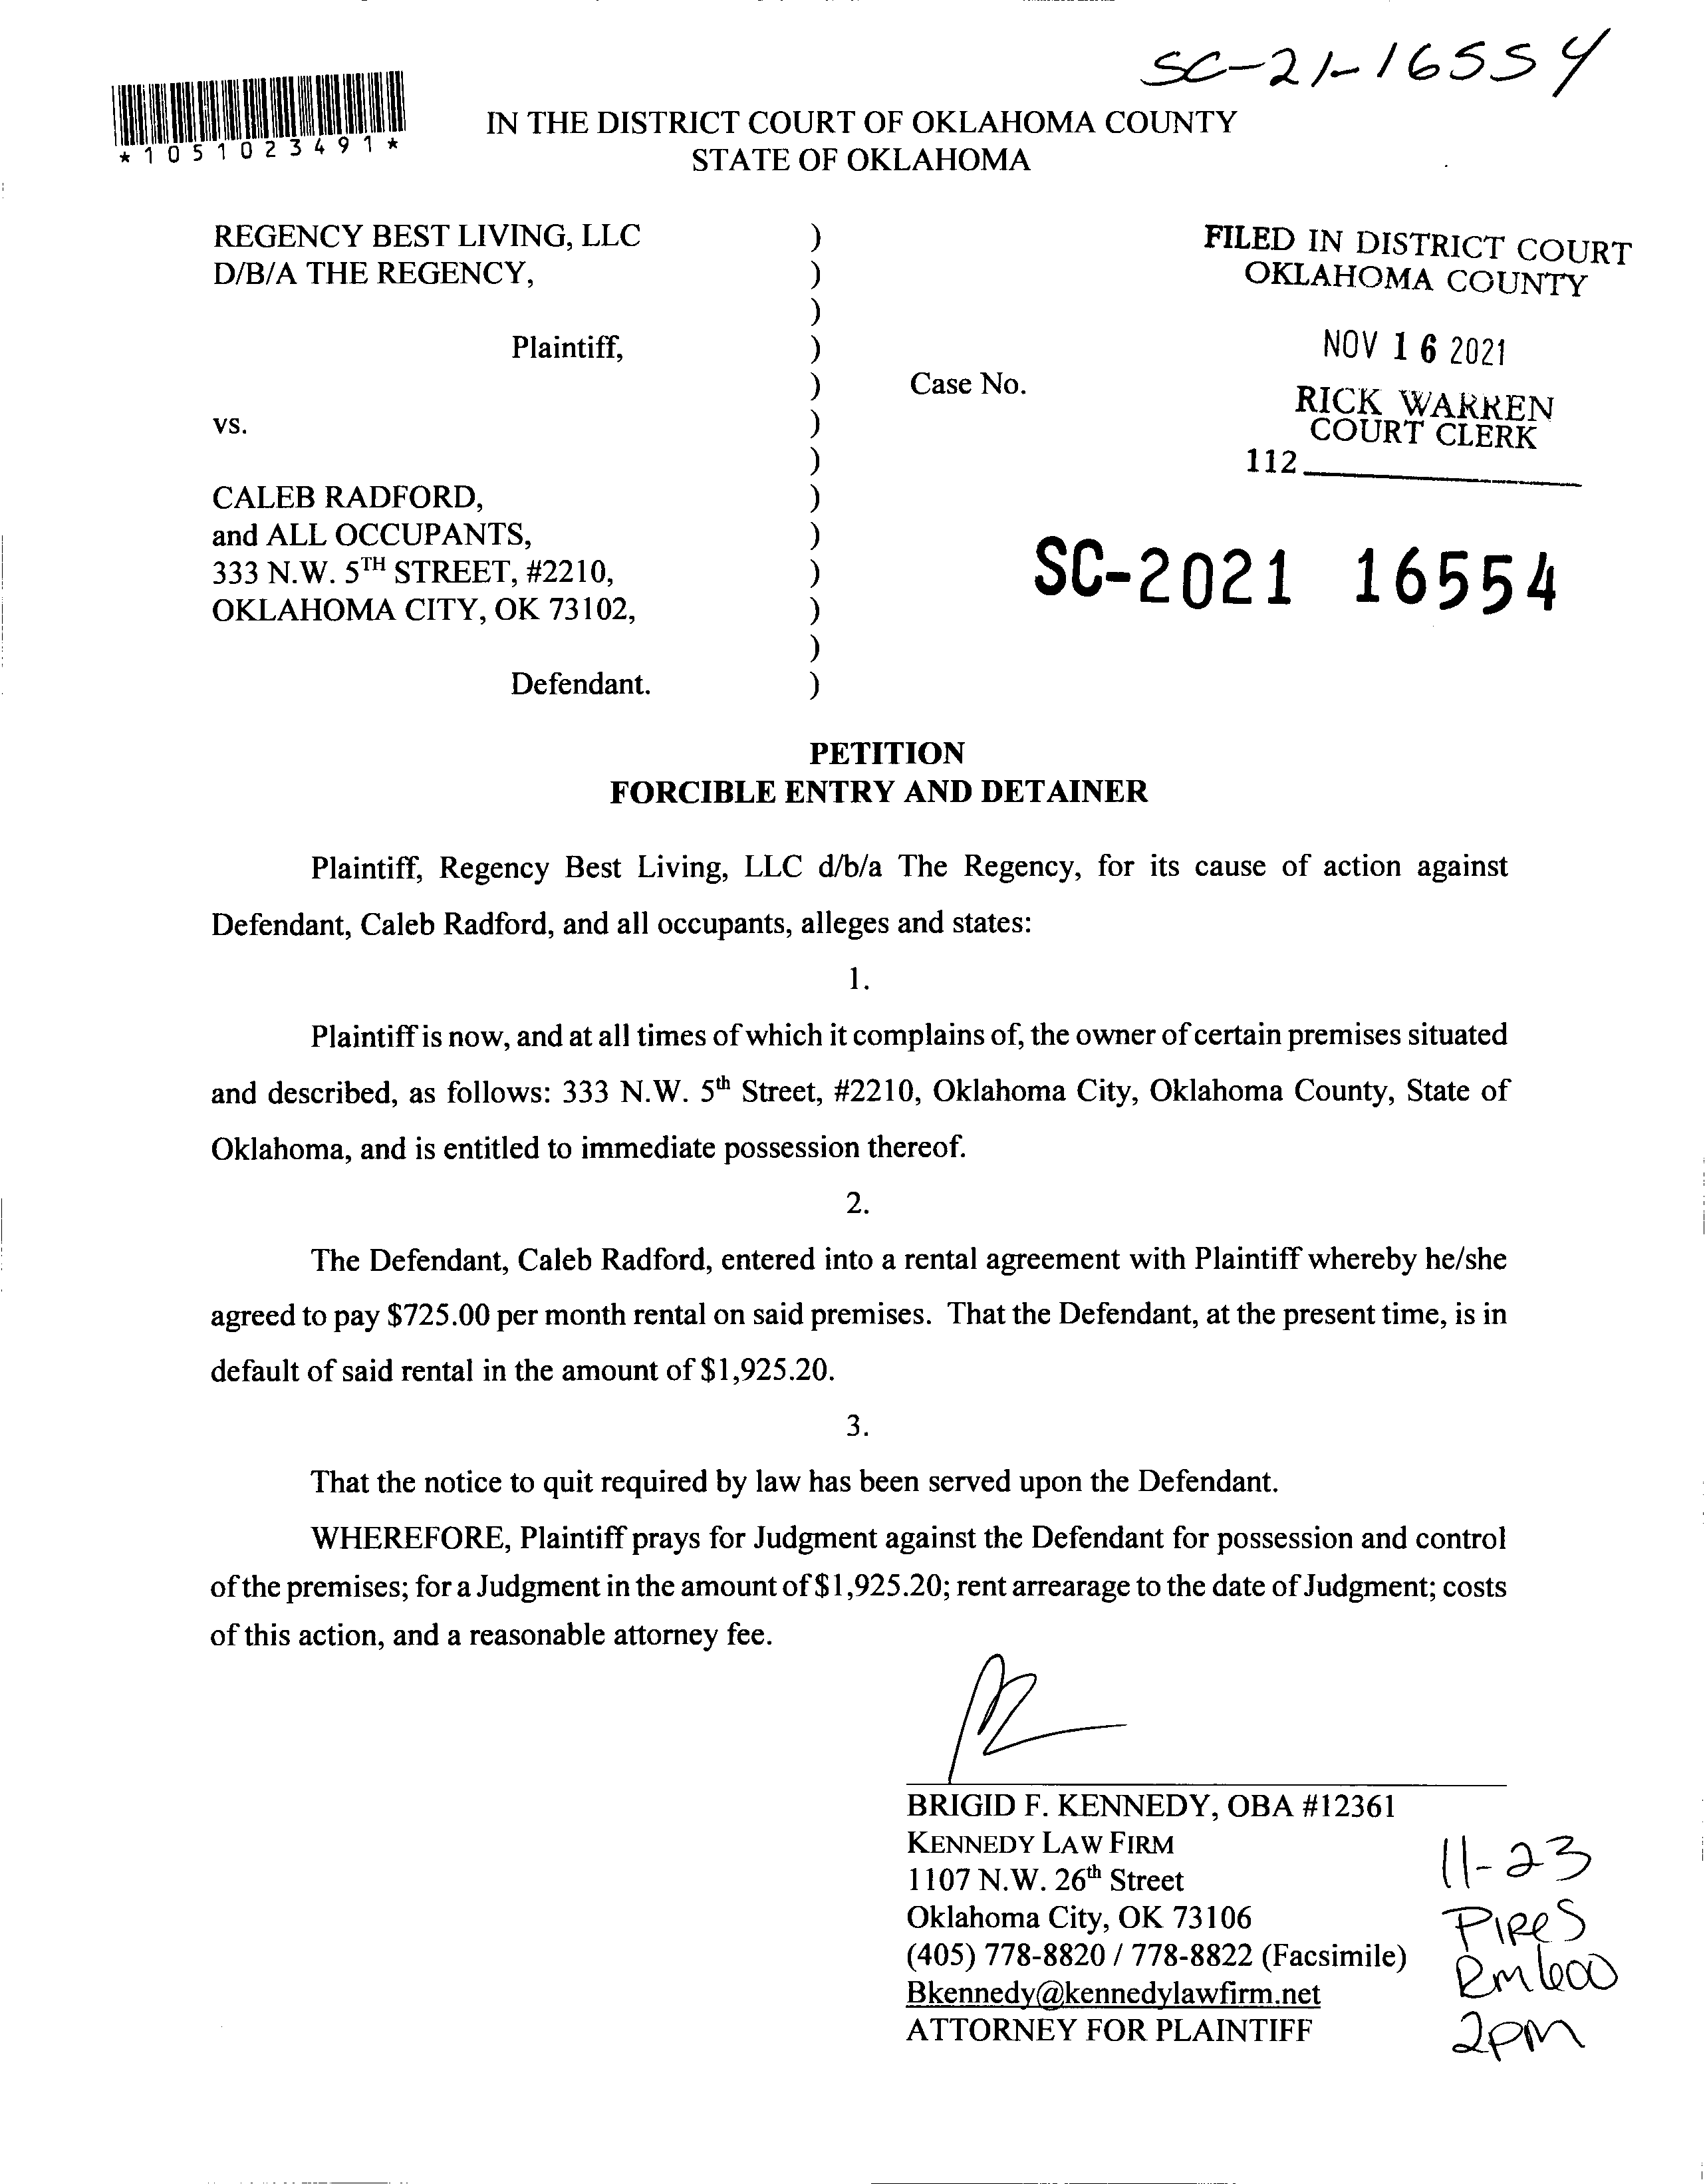 SC-21-16554
*1051023491*
IN THE DISTRICT COURT OF OKLAHOMA COUNTY
STATE OF OKLAHOMA
REGENCY BEST LIVING, LLC )
D/B/A THE REGENCY, )
)
Plaintiff, )
) Case No.
vs. )
)
CALEB RADFORD, )
and ALL OCCUPANTS, )
333 N.W. 5TH STREET, #2210, )
OKLAHOMA CITY, OK 73102, )
)
Defendant. )
FILED IN DISTRICT COURT
OKLAHOMA COUNTY
NOV 16 2021
RICK WARREN
COURT CLERK
112
SC-2021 16554
PETITION
FORCIBLE ENTRY AND DETAINER
Plaintiff, Regency Best Living, LLC d/b/a The Regency, for its cause of action against
Defendant, Caleb Radford, and all occupants, alleges and states:
1.
Plaintiff is now, and at all times of which it complains of, the owner of certain premises situated
and described, as follows: 333 N.W. 5th Street, #2210, Oklahoma City, Oklahoma County, State of
Oklahoma, and is entitled to immediate possession thereof.
2.
The Defendant, Caleb Radford, entered into a rental agreement with Plaintiff whereby he/she
agreed to pay $725.00 per month rental on said premises. That the Defendant, at the present time, is in
default of said rental in the amount of $1,925.20.
3.
That the notice to quit required by law has been served upon the Defendant.
WHEREFORE, Plaintiff prays for Judgment against the Defendant for possession and control
of the premises; for a Judgment in the amount of $1,925.20; rent arrearage to the date of Judgment; costs
of this action, and a reasonable attorney fee.
BRIGID F. KENNEDY, OBA #12361
KENNEDY LAW FIRM
1107 N.W. 26th Street
Oklahoma City, OK 73106
(405) 778-8820 / 778-8822 (Facsimile)
Bkennedy@kennedylawfirm.net
ATTORNEY FOR PLAINTIFF
11-23
PIReS
Rm 600
2pm